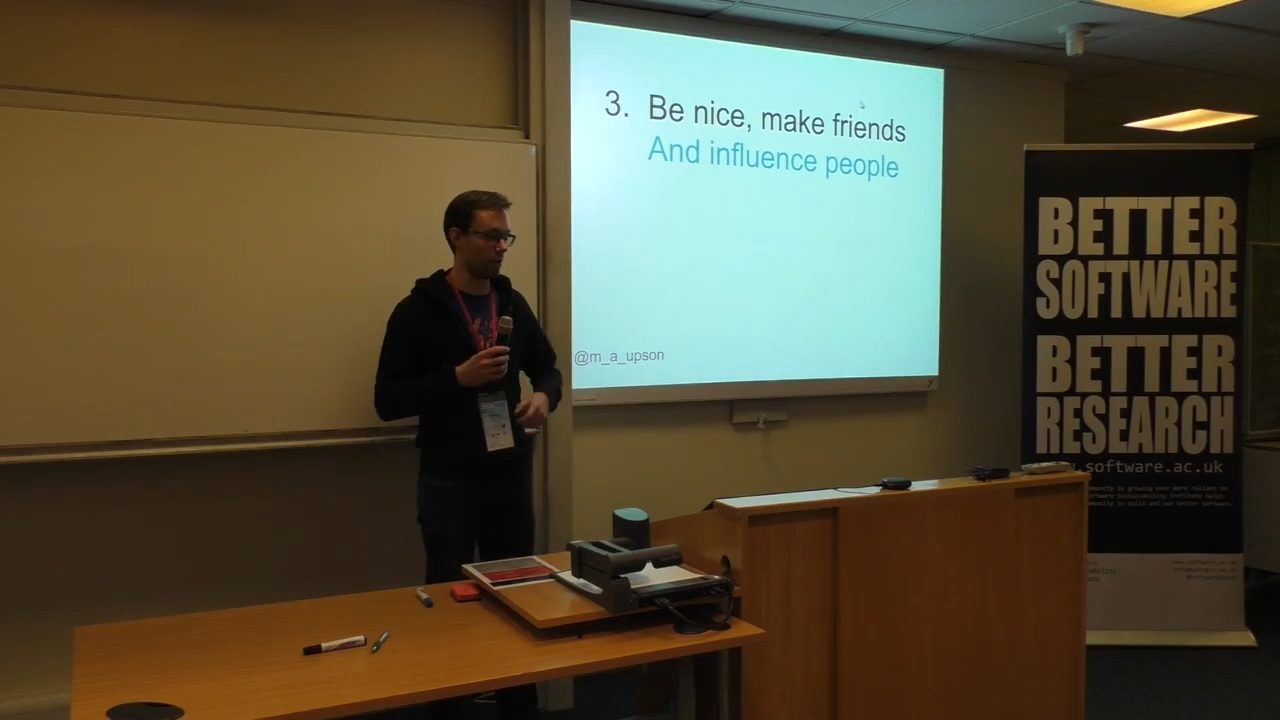 3. Be nice, make friends
And influence people
@m_a_upson
BETTER
SOFTWARE
BETTER
RESEARCH
.software.ac.uk